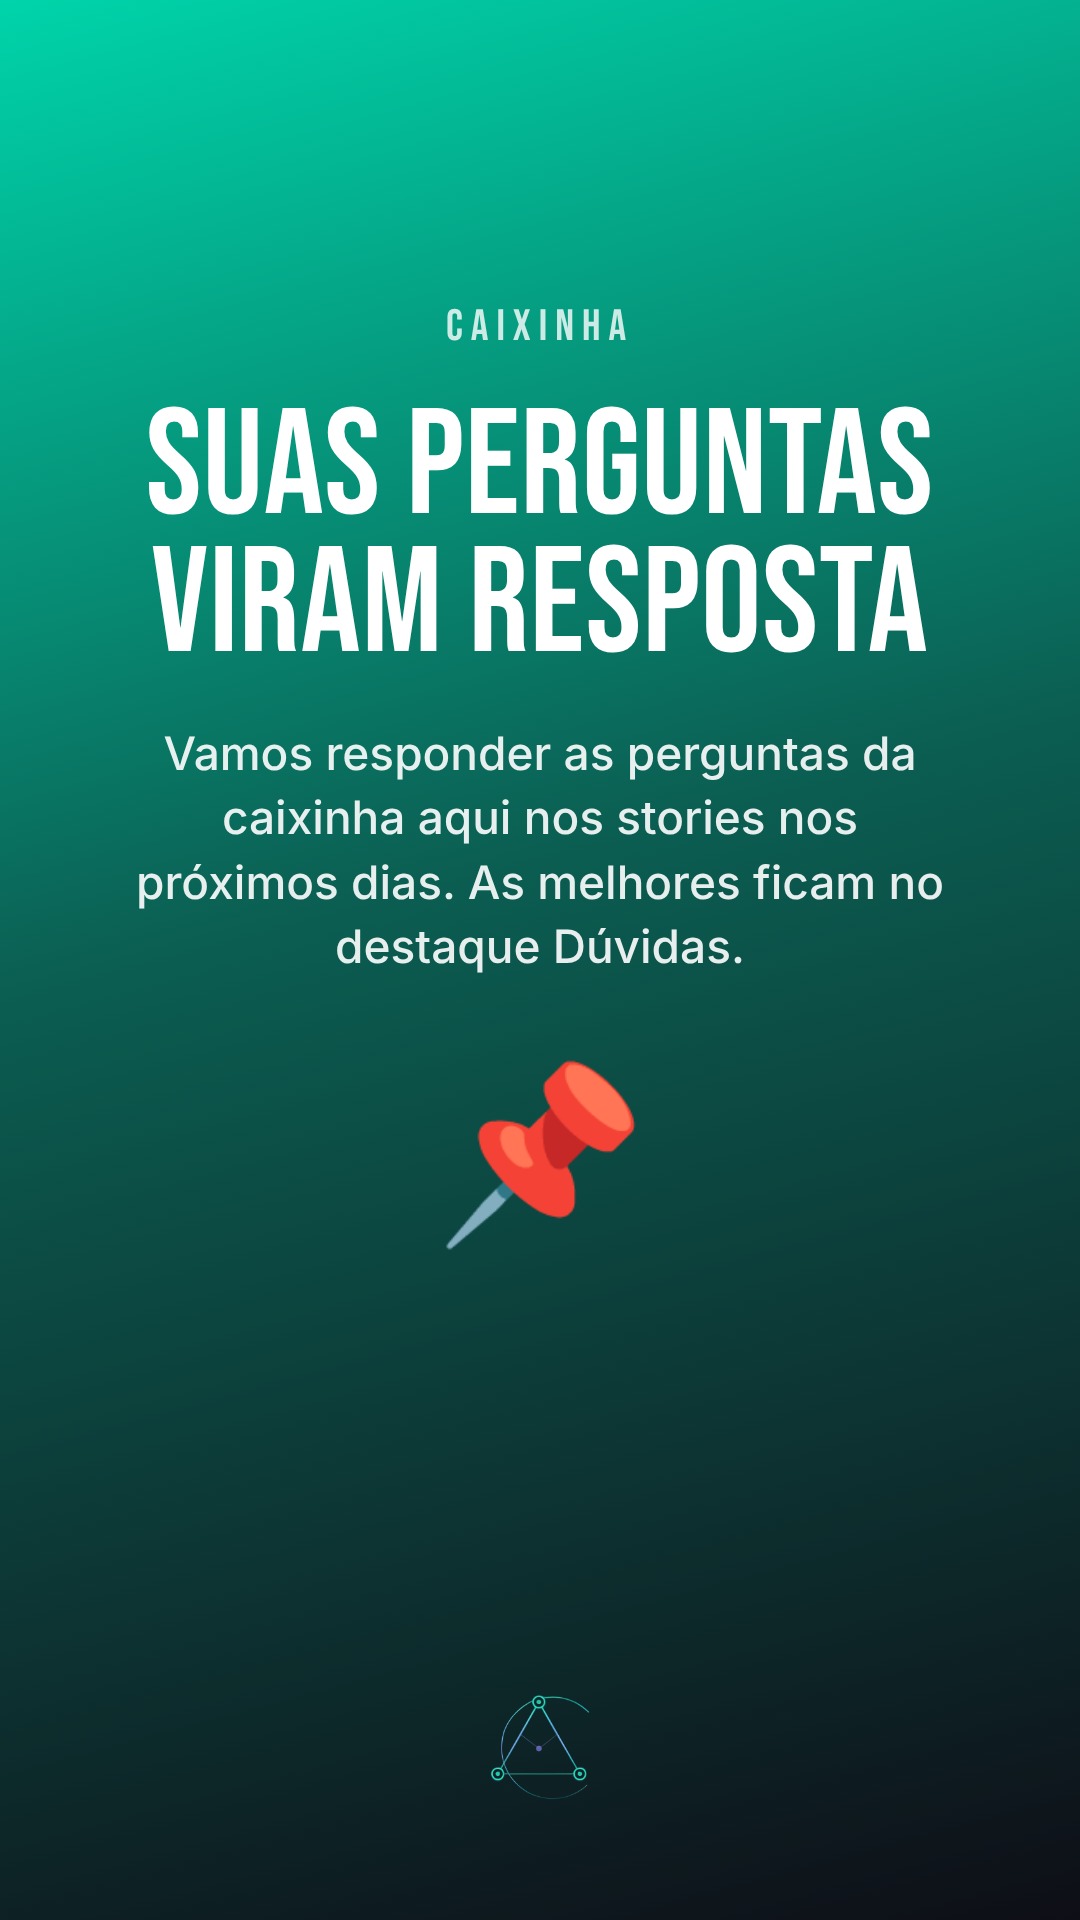 CAIXINHA
SUAS PERGUNTAS
VIRAM RESPOSTA
Vamos responder as perguntas da
caixinha aqui nos stories nos
próximos dias. As melhores ficam no
destaque Dúvidas.